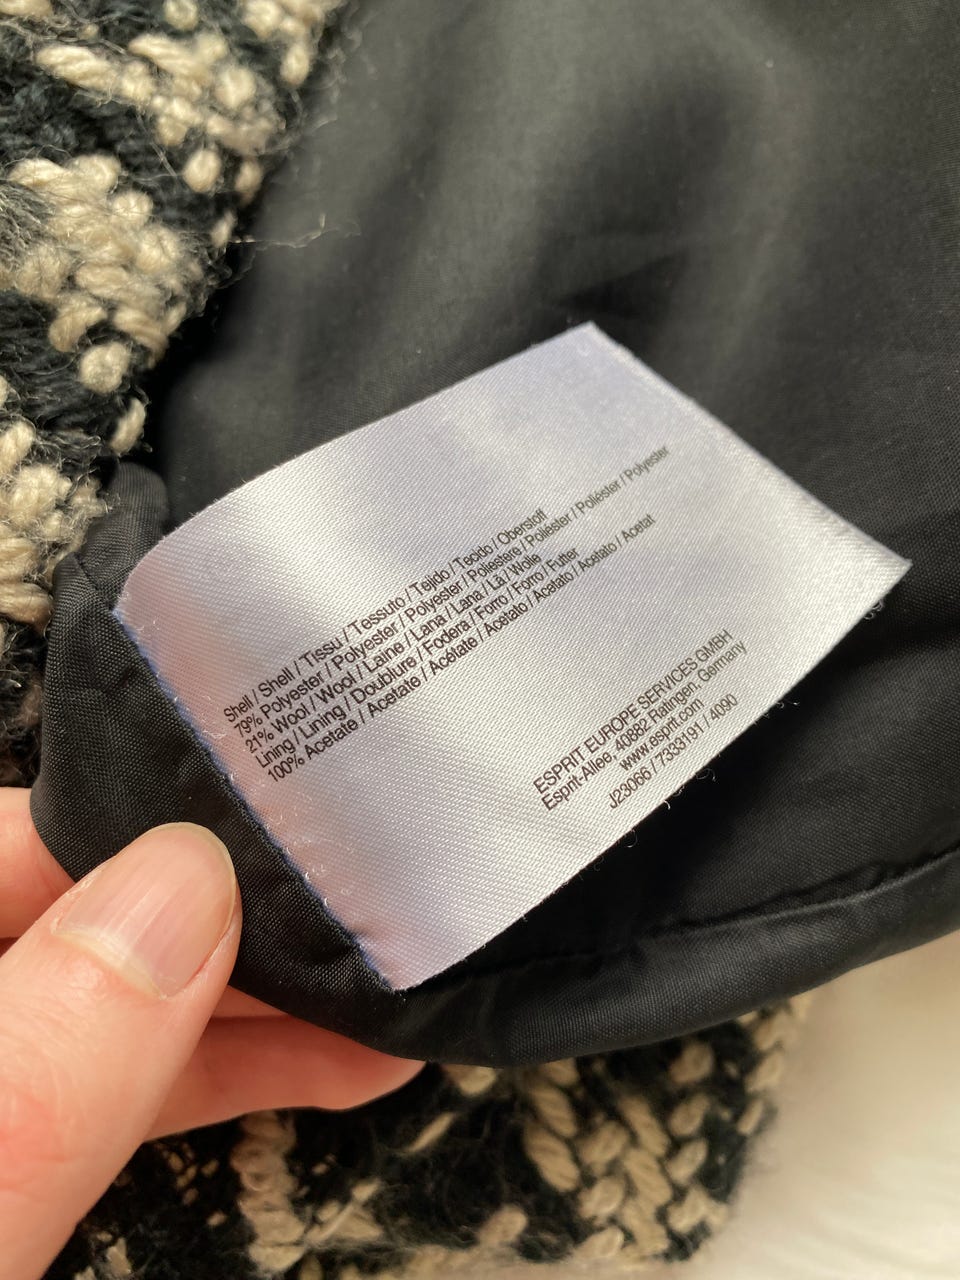 Shell / Shell / Tissu / Tessuto / Tejido / Tecido / Oberstoff
79% Polyester / Polyester / Polyester / Poliestere / Poliéster / Poliéster / Polyester
21% Wool / Wool / Laine / Lana / Lana / Lã / Wolle
Lining / Lining / Doublure / Fodera / Forro / Forro / Futter
100% Acetate / Acetate / Acétate / Acetato / Acetato / Acetato / Acetat
ESPRIT EUROPE SERVICES GMBH
Esprit-Allee, 40882 Ratingen, Germany
www.esprit.com
J23066 / 7333191 / 4090